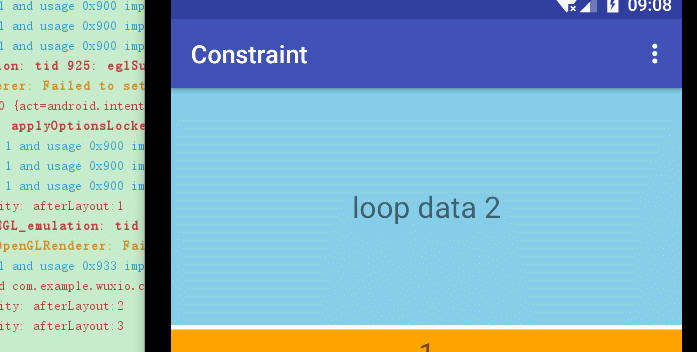 1 and usage 0x900 imp
1 and usage 0x900 imp
1 and usage 0x900 imp
ion: tid 925: eglSu
erer: Failed to set
0 {act=android.intent
applyOptionsLocke
1 and usage 0x900 im
1 and usage 0x900 im
1 and usage 0x900 im
ity: afterLayout:1
EGL_emulation: tid
OpenGLRenderer: Fai
1 and usage 0x933 imp
d com.example.wuxio.c
ity: afterLayout:2
ity: afterLayout:3
09:08
Constraint
loop data 2
1